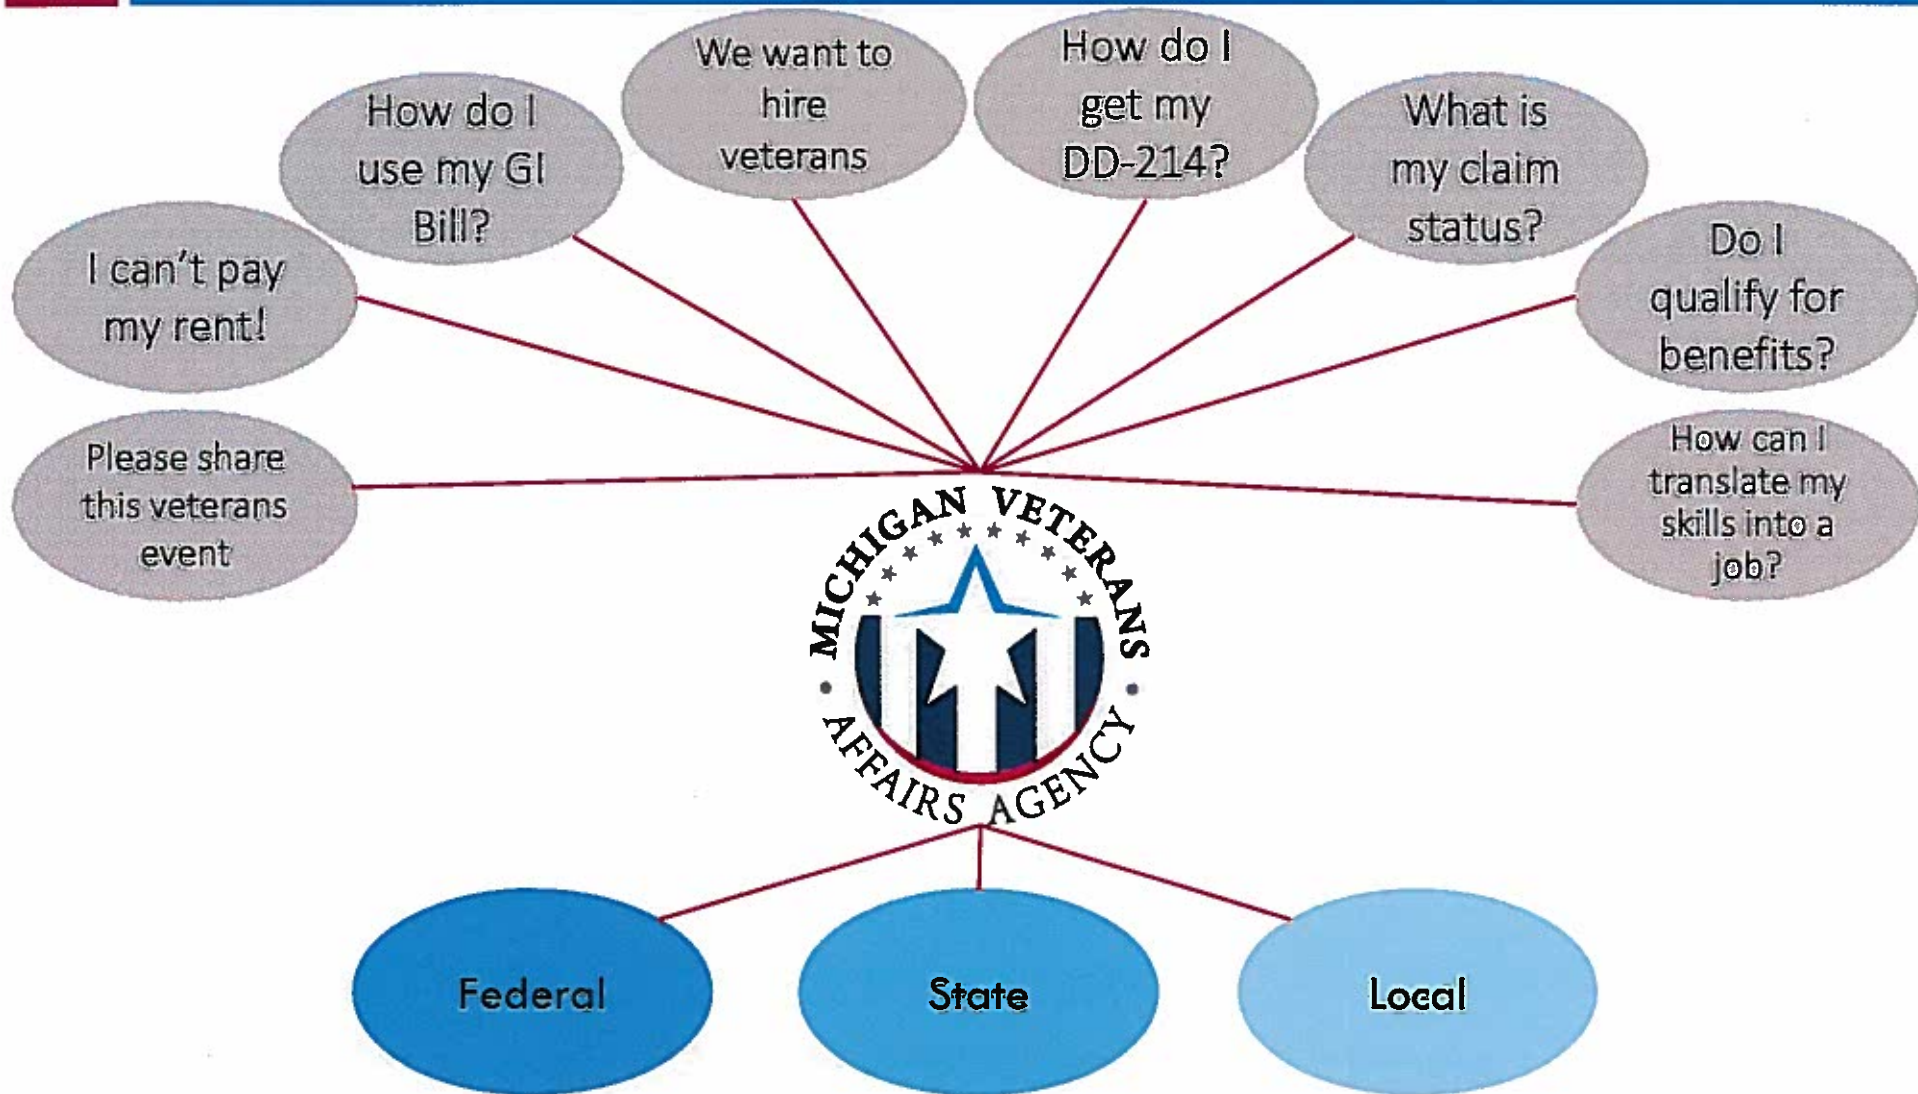 We want to
hire
veterans
How do I
get my
DD-214?
How do I
use my GI
Bill?
What is
my claim
status?
I can't pay
my rent!
Do I
qualify for
benefits?
Please share
this veterans
event
How can I
translate my
skills into a
job?
MICHIGAN VETERANS
AFFAIRS AGENCY
Federal
State
Local